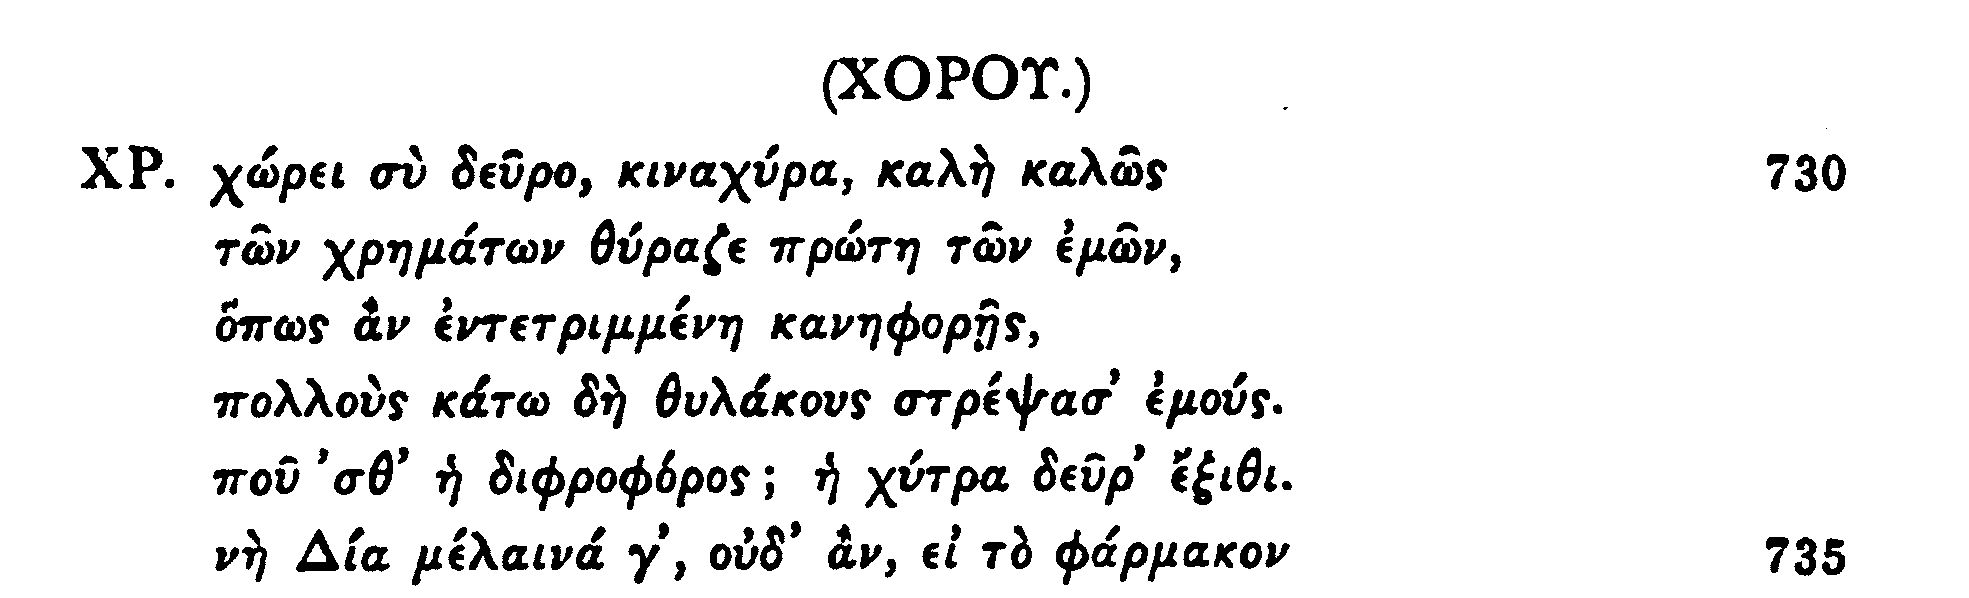 (ΧΟΡΟΥ.)
ΧΡ. χώρει σὺ δεῦρο, κιναχύρα, καλὴ καλῶς 730
τῶν χρημάτων θύραζε πρώτη τῶν ἐμῶν,
ὅπως ἂν ἐντετριμμένη κανηφορῇς,
πολλοὺς κάτω δὴ θυλάκους στρέψασ’ ἐμούς.
ποῦ ’σθ’ ἡ διφροφόρος; ἡ χύτρα δεῦρ’ ἔξιθι.
νὴ Δία μέλαινά γ’, οὐδ’ ἂν, εἰ τὸ φάρμακον 735